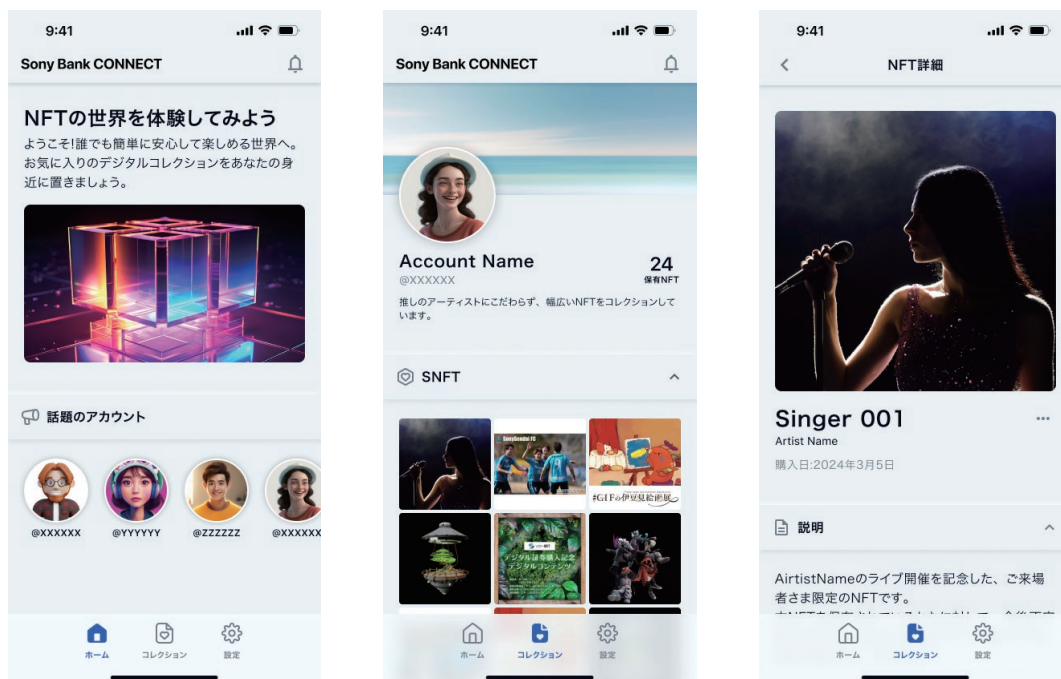 9:41
Sony Bank CONNECT
NFTの世界を体験してみよう
ようこそ!誰でも簡単に安心して楽しめる世界へ。
お気に入りのデジタルコレクションをあなたの身
近に置きましょう。
話題のアカウント
@XXXXXX
@YYYYYY
@ZZZZZZ
@XXXXXX
ホーム
コレクション
設定
9:41
Sony Bank CONNECT
Account Name
@XXXXXX
24
保有NFT
推しのアーティストにこだわらず、幅広いNFTをコレクションして
います。
SNFT
SonySendai FC
#GIFの伊豆見絵画展
デジタル証券購入記念
デジタルコンテンツ
ホーム
コレクション
設定
9:41
NFT詳細
Singer 001
Artist Name
購入日:2024年3月5日
説明
AirtistNameのライブ開催を記念した、ご来場
者さま限定のNFTです。
ホーム
コレクション
設定